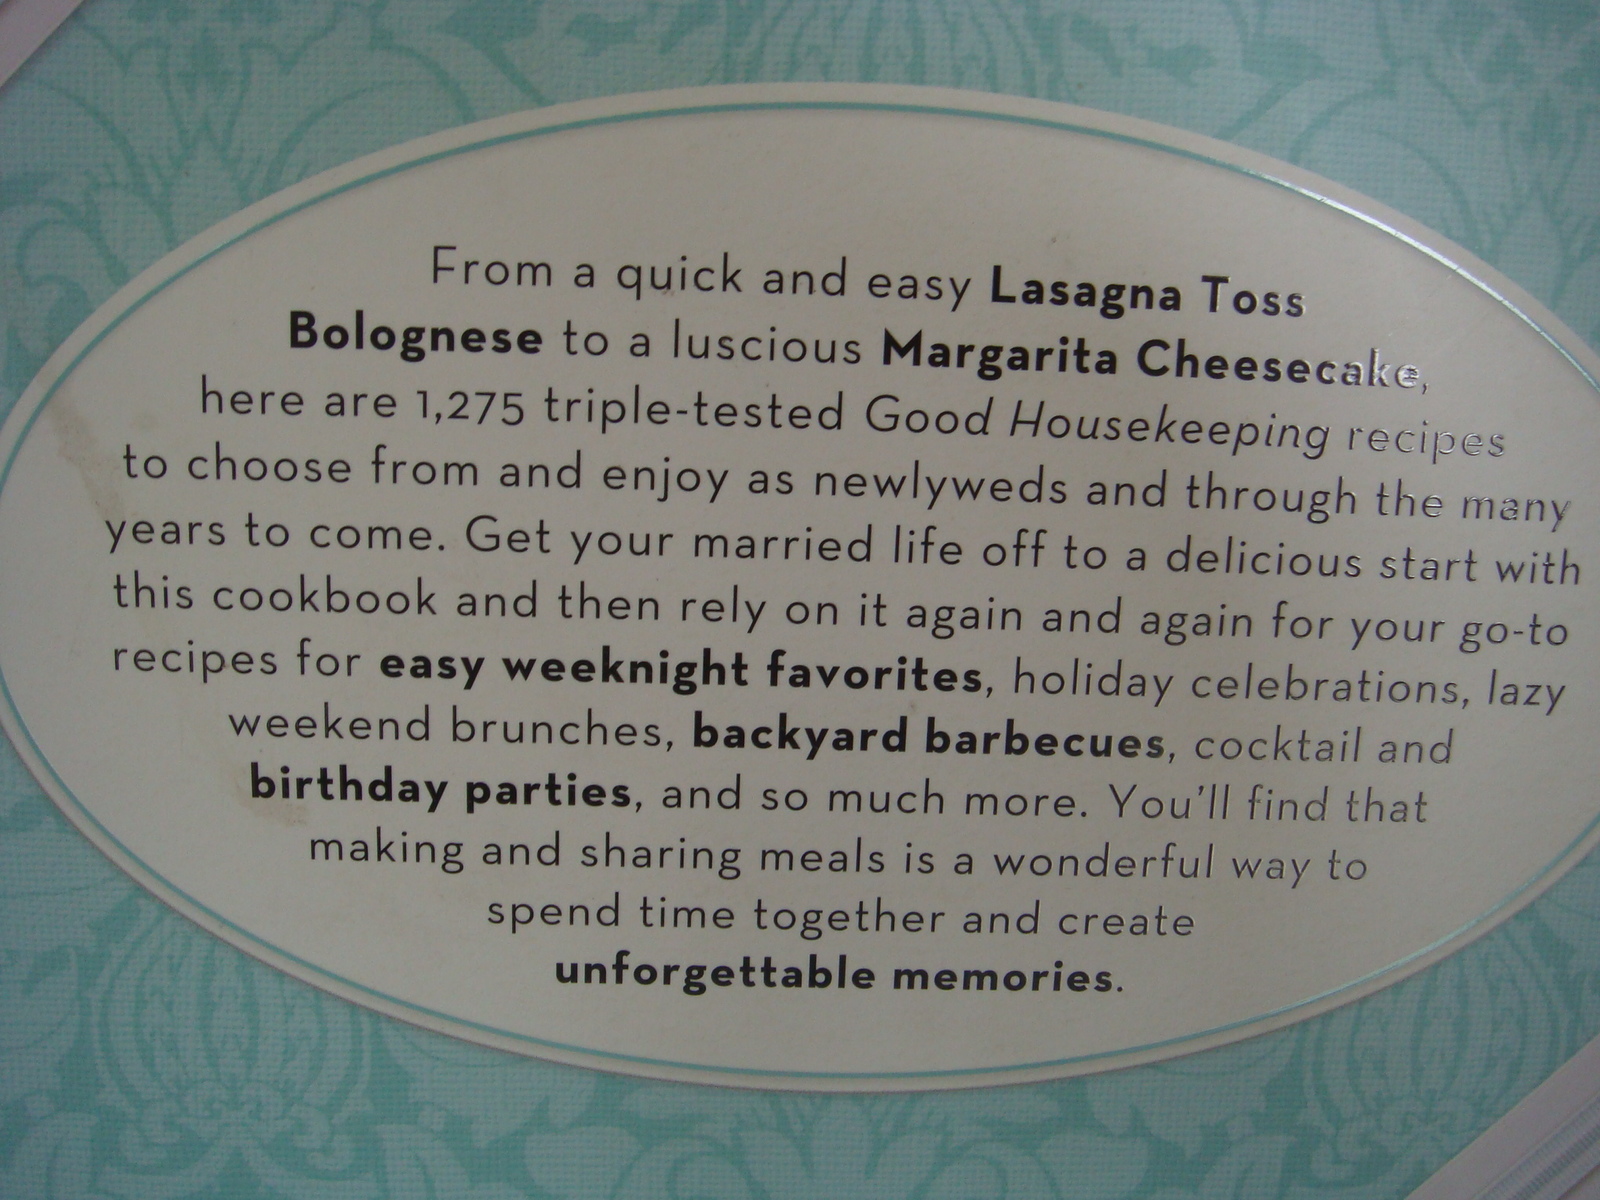 From a quick and easy Lasagna Toss
Bolognese to a luscious Margarita Cheesecake,
here are 1,275 triple-tested Good Housekeeping recipes
to choose from and enjoy as newlyweds and through the many
years to come. Get your married life off to a delicious start with
this cookbook and then rely on it again and again for your go-to
recipes for easy weeknight favorites, holiday celebrations, lazy
weekend brunches, backyard barbecues, cocktail and
birthday parties, and so much more. You'll find that
making and sharing meals is a wonderful way to
spend time together and create
unforgettable memories.